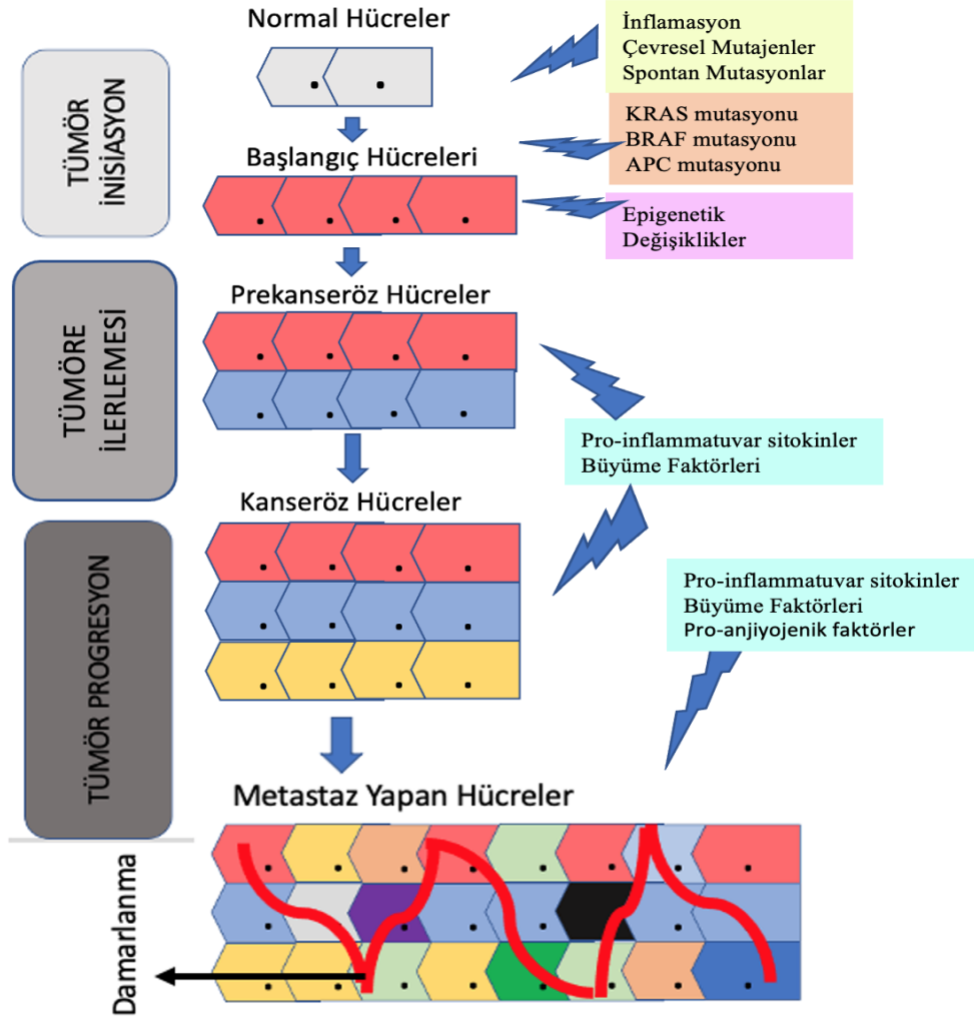 Normal Hücreler
İnflamasyon
Çevresel Mutajenler
Spontan Mutasyonlar
TÜMÖR
İNİSİASYON
KRAS mutasyonu
BRAF mutasyonu
APC mutasyonu
Başlangıç Hücreleri
Epigenetik
Değişiklikler
Prekanseröz Hücreler
TÜMÖRE
İLERLEMESİ
Pro-inflammatuvar sitokinler
Büyüme Faktörleri
Kanseröz Hücreler
TÜMÖR PROGRESYON
Pro-inflammatuvar sitokinler
Büyüme Faktörleri
Pro-anjiyojenik faktörler
Metastaz Yapan Hücreler
Damarlanma